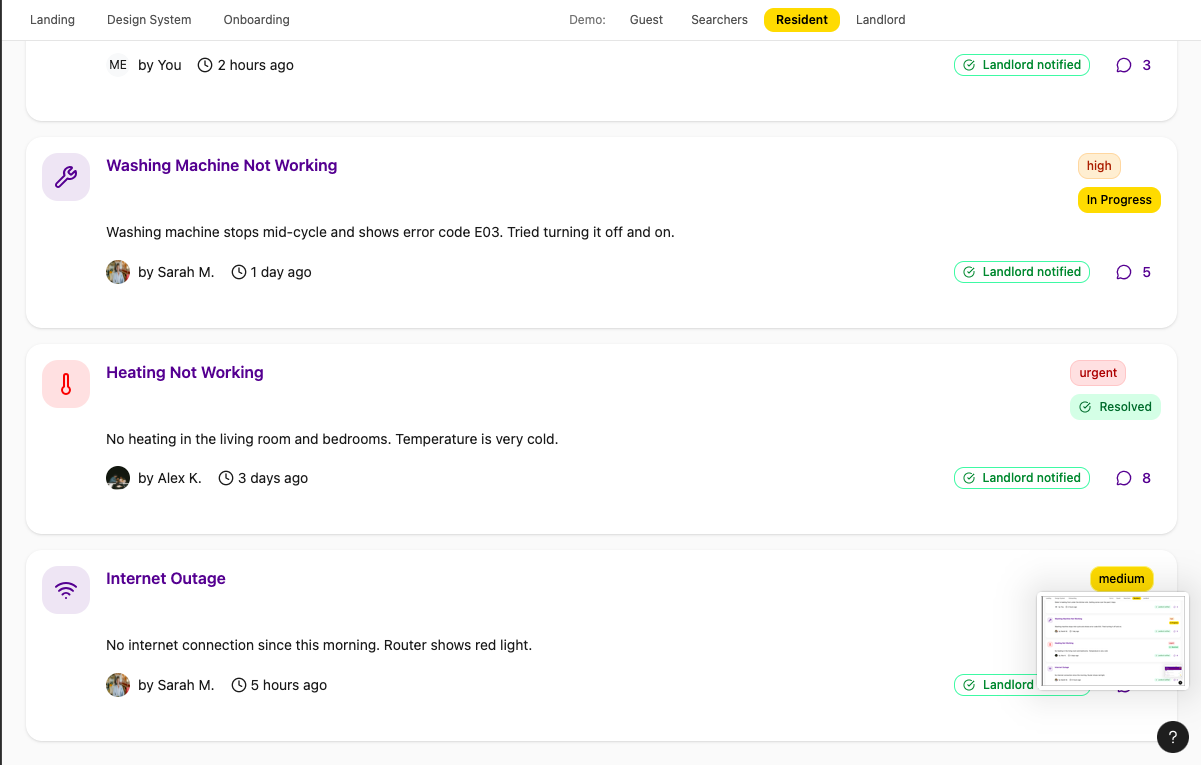 Landing Design System Onboarding Demo: Guest Searchers Resident Landlord
ME by You 2 hours ago Landlord notified 3
Washing Machine Not Working high
In Progress
Washing machine stops mid-cycle and shows error code E03. Tried turning it off and on.
by Sarah M. 1 day ago Landlord notified 5
Heating Not Working urgent
Resolved
No heating in the living room and bedrooms. Temperature is very cold.
by Alex K. 3 days ago Landlord notified 8
Internet Outage medium
No internet connection since this morning. Router shows red light.
by Sarah M. 5 hours ago Landlord
?